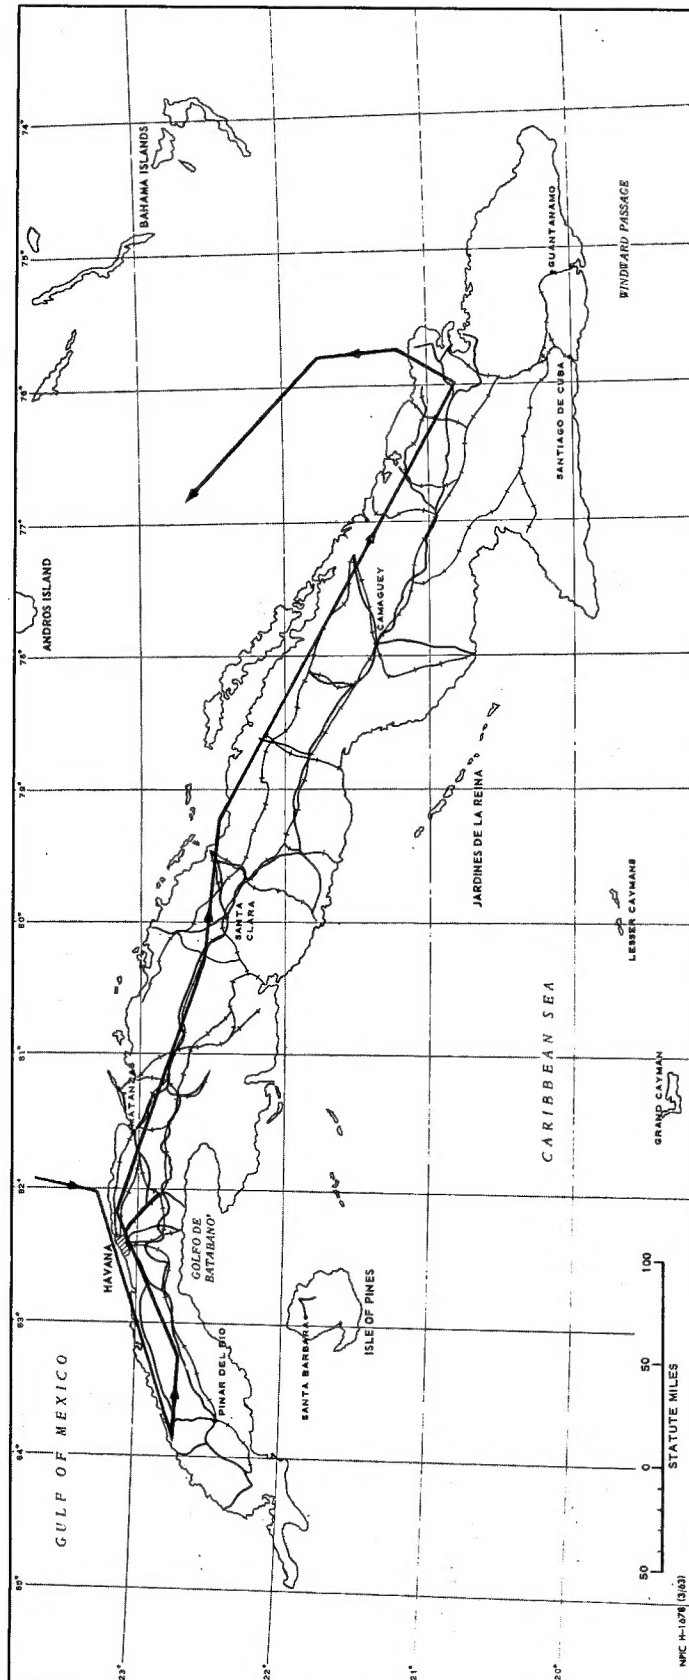 85°
84°
83°
82°
81°
80°
79°
78°
77°
76°
75°
74°
23°
22°
21°
20°
GULF OF MEXICO
HAVANA
MATANZAS
PINAR DEL RIO
GOLFO DE
BATABANO'
SANTA BARBARA
ISLE OF PINES
SANTA
CLARA
ANDROS ISLAND
BAHAMA ISLANDS
CAMAGUEY
JARDINES DE LA REINA
CARIBBEAN SEA
LESSER CAYMANS
GRAND CAYMAN
SANTIAGO DE CUBA
GUANTANAMO
WINDWARD PASSAGE
50 0 50 100
STATUTE MILES
NPIC H-1678 (3/63)